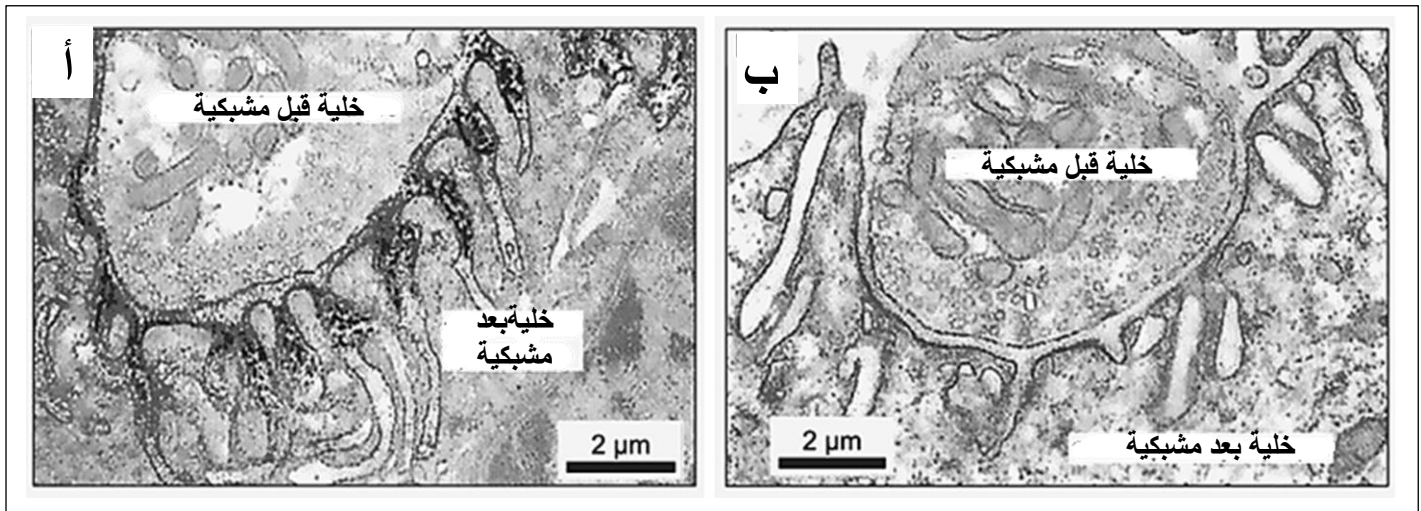 أ
خلية قبل مشبكية
خليةبعد
مشبكية
2 µm
ب
خلية قبل مشبكية
خلية بعد مشبكية
2 µm